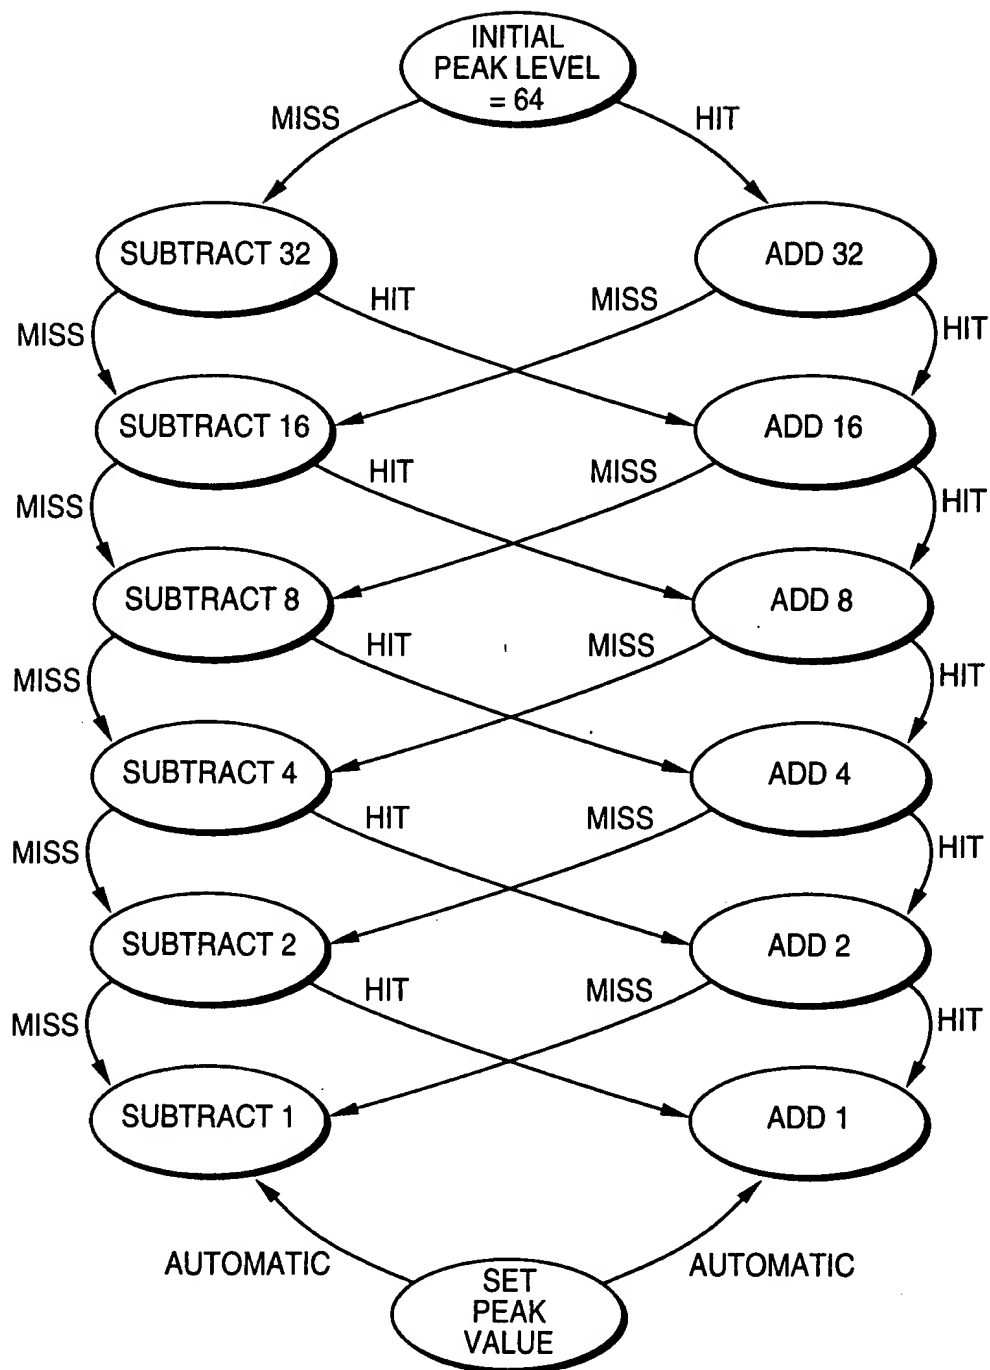 INITIAL
PEAK LEVEL
= 64
MISS
HIT
SUBTRACT 32
ADD 32
HIT
MISS
MISS
HIT
SUBTRACT 16
ADD 16
HIT
MISS
MISS
HIT
SUBTRACT 8
ADD 8
HIT
MISS
MISS
HIT
SUBTRACT 4
ADD 4
HIT
MISS
MISS
HIT
SUBTRACT 2
ADD 2
HIT
MISS
MISS
HIT
SUBTRACT 1
ADD 1
AUTOMATIC
AUTOMATIC
SET
PEAK
VALUE